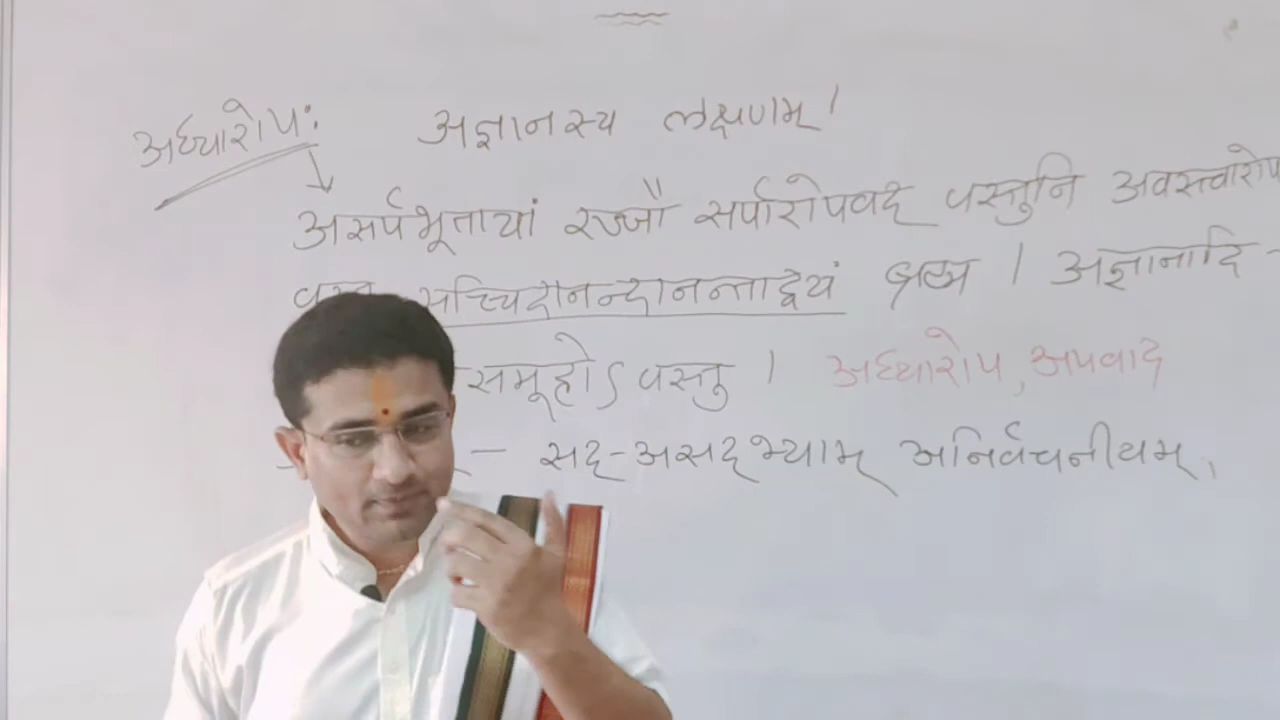 अध्यारोपः अज्ञानस्य लक्षणम्।
असर्पभूतायां रज्जौ सर्पारोपवद् वस्तुनि अवस्त्वारोप
सच्चिदानन्दानन्ताद्वयं ब्रह्म । अज्ञानादि -
समूहोऽवस्तु । अध्यारोप, अपवाद
- सद्-असद्भ्याम् अनिर्वचनीयम्,